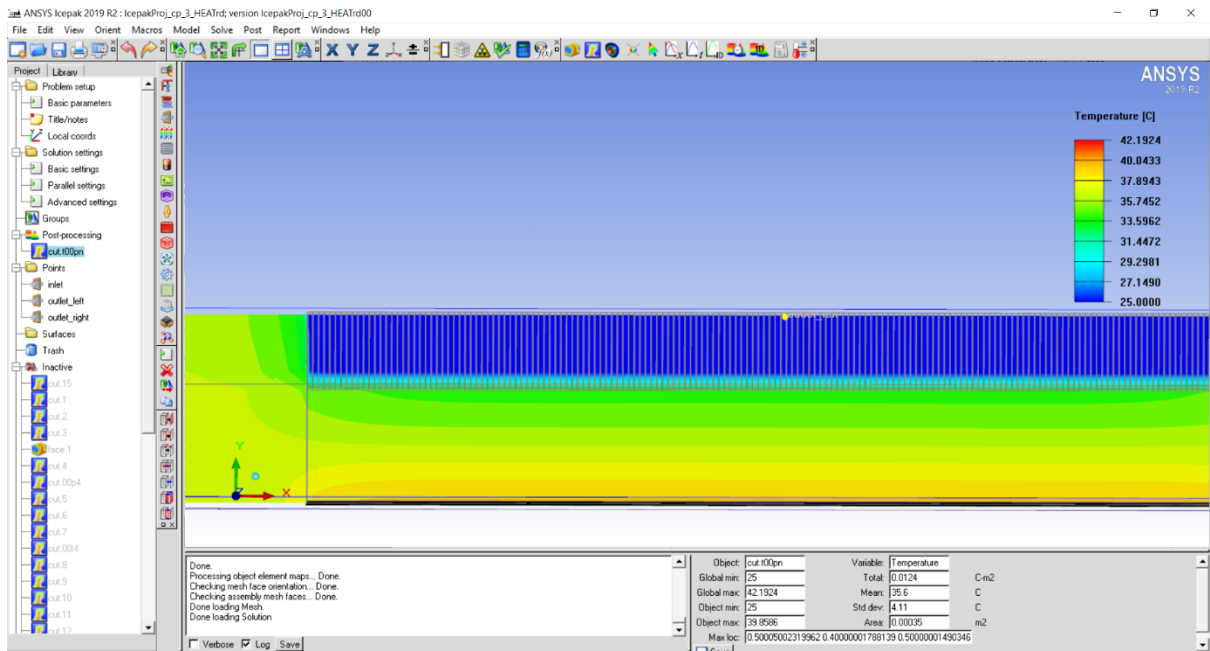 ANSYS Icepak 2019 R2 : IcepakProj_cp_3_HEATrd; version IcepakProj_cp_3_HEATrd00
File Edit View Orient Macros Model Solve Post Report Windows Help
Project Library
Problem setup
Basic parameters
Title/notes
Local coords
Solution settings
Basic settings
Parallel settings
Advanced settings
Groups
Post-processing
cut.t00pn
Points
inlet
outlet_left
outlet_right
Surfaces
Trash
Inactive
cut.15
cut.1
cut.2
cut.3
face.1
cut.4
cut.00p4
cut.5
cut.6
cut.7
cut.00t4
cut.8
cut.9
cut.10
cut.11
cut.12
ANSYS
2019 R2
Temperature [C]
42.1924
40.0433
37.8943
35.7452
33.5962
31.4472
29.2981
27.1490
25.0000
Y
Z
X
Done.
Processing object element maps... Done.
Checking mesh face orientation... Done.
Checking assembly mesh faces... Done.
Done loading Mesh.
Done loading Solution
Verbose Log Save
Object: cut.t00pn Variable: Temperature
Global min: 25 Total: 0.0124 C-m2
Global max: 42.1924 Mean: 35.6 C
Object min: 25 Std dev: 4.11 C
Object max: 39.8586 Area: 0.00035 m2
Max loc: 0.50005002319962 0.40000001788139 0.50000001490346
Save